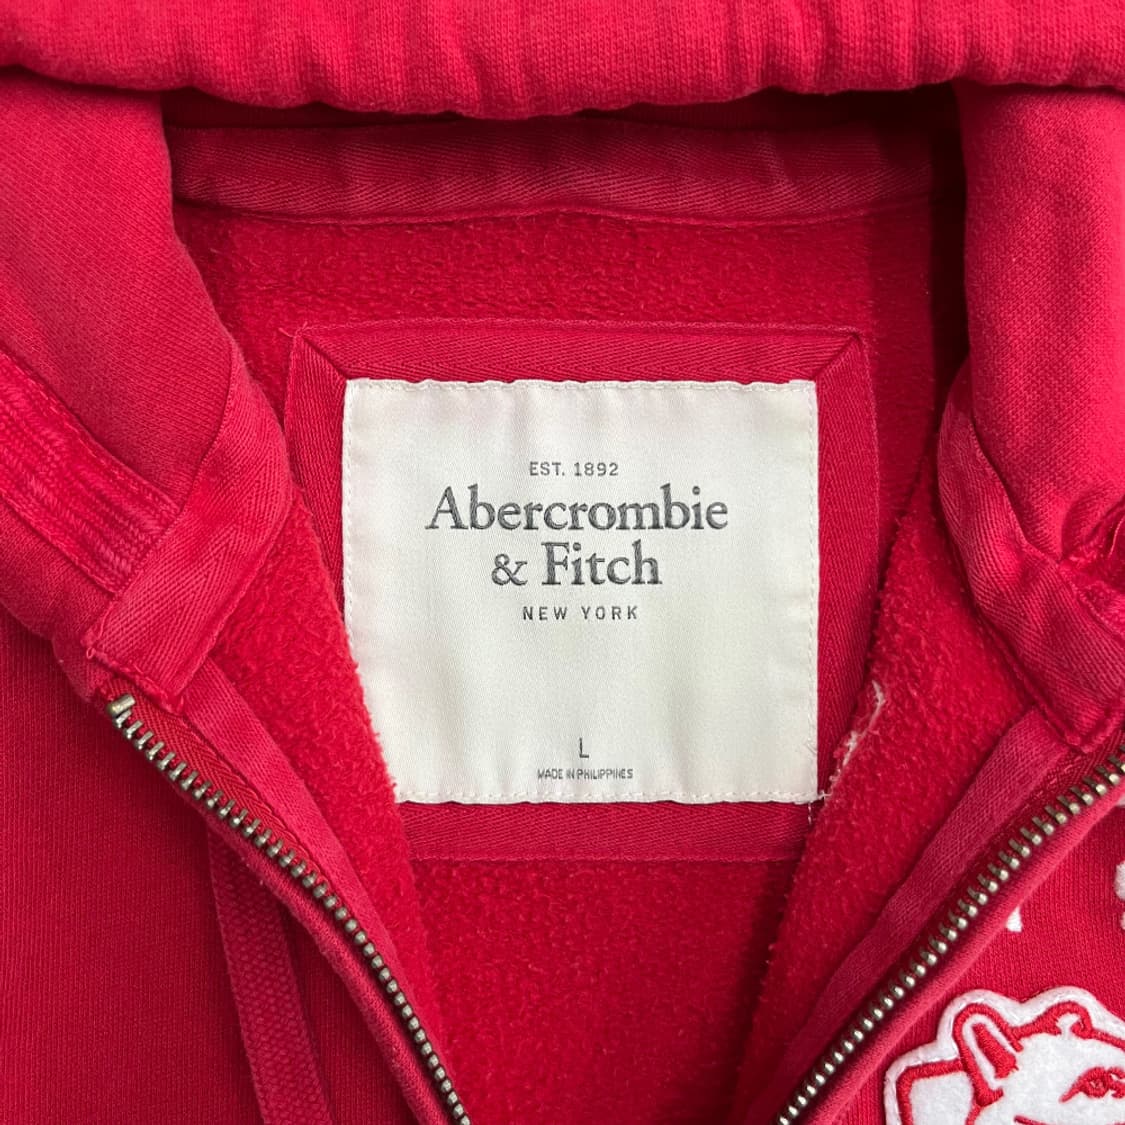 EST. 1892
Abercrombie
& Fitch
NEW YORK
L
MADE IN PHILIPPINES